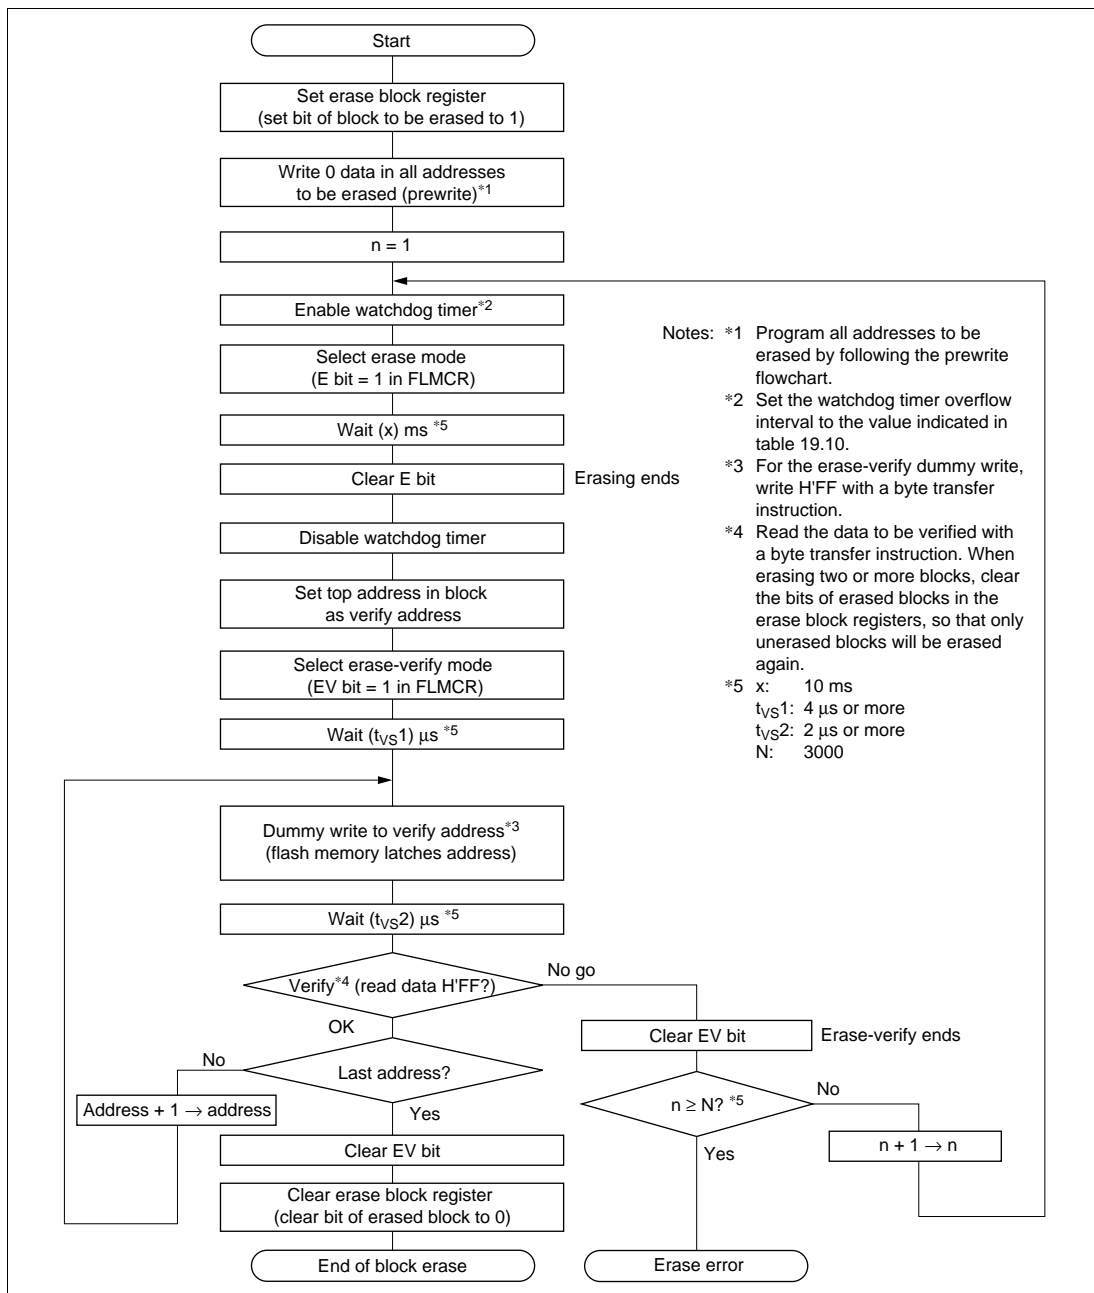 Start
Set erase block register
(set bit of block to be erased to 1)
Write 0 data in all addresses
to be erased (prewrite)*1
n = 1
Enable watchdog timer*2
Select erase mode
(E bit = 1 in FLMCR)
Wait (x) ms *5
Clear E bit
Erasing ends
Disable watchdog timer
Set top address in block
as verify address
Select erase-verify mode
(EV bit = 1 in FLMCR)
Wait (tVS1) μs *5
Dummy write to verify address*3
(flash memory latches address)
Wait (tVS2) μs *5
Verify*4 (read data H'FF?)
No go
OK
Last address?
No
Address + 1 → address
Yes
Clear EV bit
Clear erase block register
(clear bit of erased block to 0)
End of block erase
Clear EV bit
Erase-verify ends
n ≥ N? *5
No
n + 1 → n
Yes
Erase error
Notes: *1 Program all addresses to be
erased by following the prewrite
flowchart.
*2 Set the watchdog timer overflow
interval to the value indicated in
table 19.10.
*3 For the erase-verify dummy write,
write H'FF with a byte transfer
instruction.
*4 Read the data to be verified with
a byte transfer instruction. When
erasing two or more blocks, clear
the bits of erased blocks in the
erase block registers, so that only
unerased blocks will be erased
again.
*5 x: 10 ms
tVS1: 4 μs or more
tVS2: 2 μs or more
N: 3000